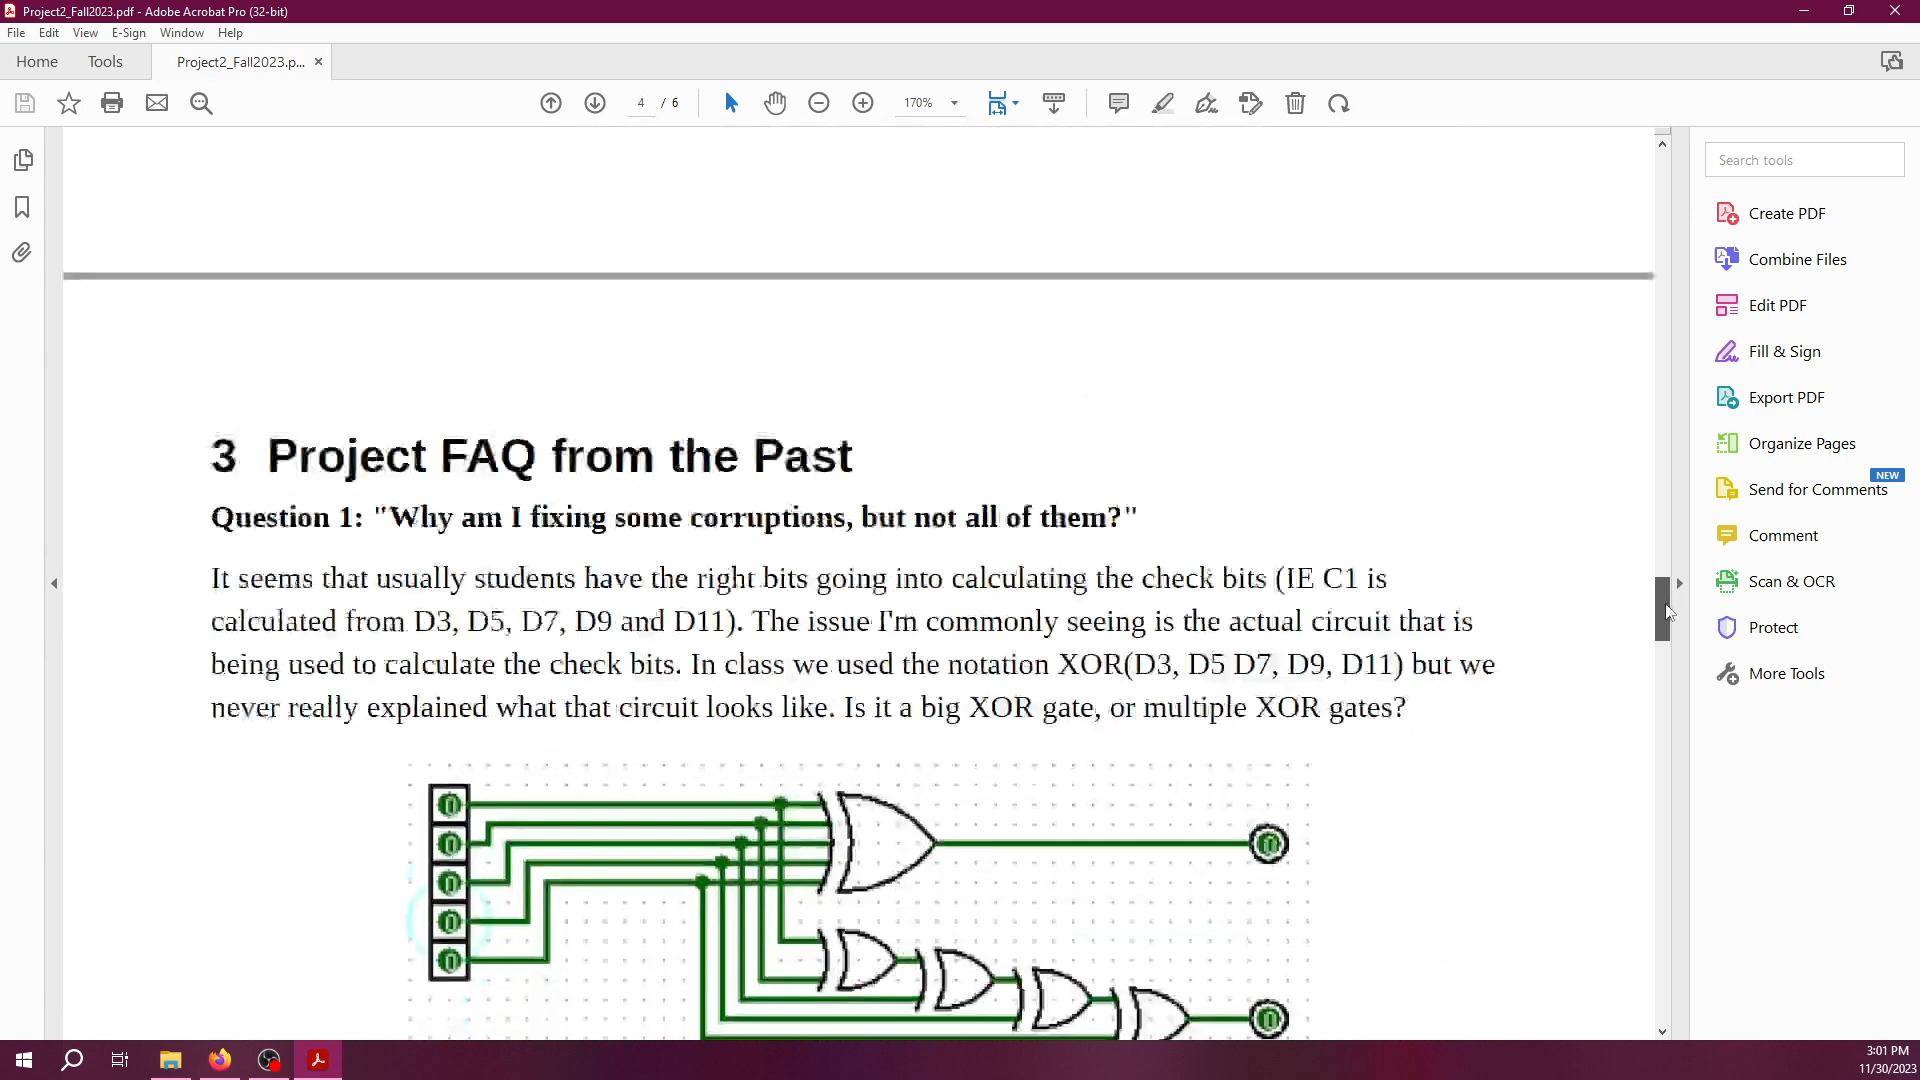 Project2_Fall2023.pdf - Adobe Acrobat Pro (32-bit)
File Edit View E-Sign Window Help
Home Tools Project2_Fall2023.p... ×
4 / 6 170%
Search tools
Create PDF
Combine Files
Edit PDF
Fill & Sign
Export PDF
Organize Pages
NEW
Send for Comments
Comment
Scan & OCR
Protect
More Tools
3 Project FAQ from the Past
Question 1: "Why am I fixing some corruptions, but not all of them?"
It seems that usually students have the right bits going into calculating the check bits (IE C1 is
calculated from D3, D5, D7, D9 and D11). The issue I'm commonly seeing is the actual circuit that is
being used to calculate the check bits. In class we used the notation XOR(D3, D5 D7, D9, D11) but we
never really explained what that circuit looks like. Is it a big XOR gate, or multiple XOR gates?
0
0
0
0
0
0
0
3:01 PM
11/30/2023